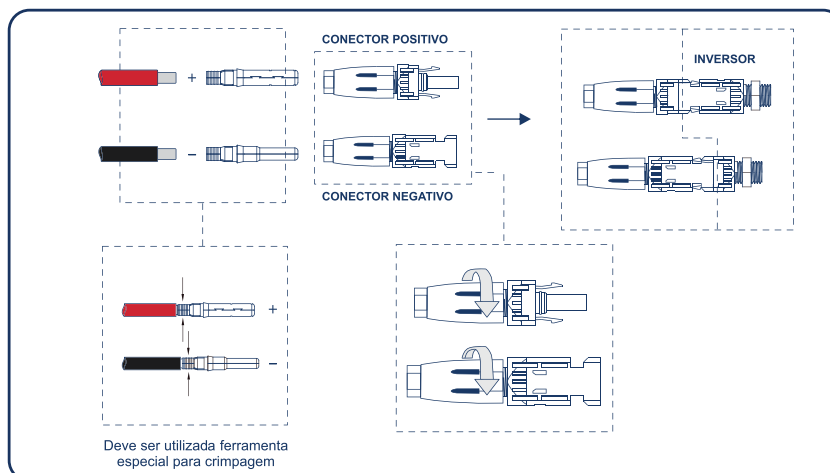 CONECTOR POSITIVO
INVERSOR
+
−
CONECTOR NEGATIVO
+
−
Deve ser utilizada ferramenta
especial para crimpagem